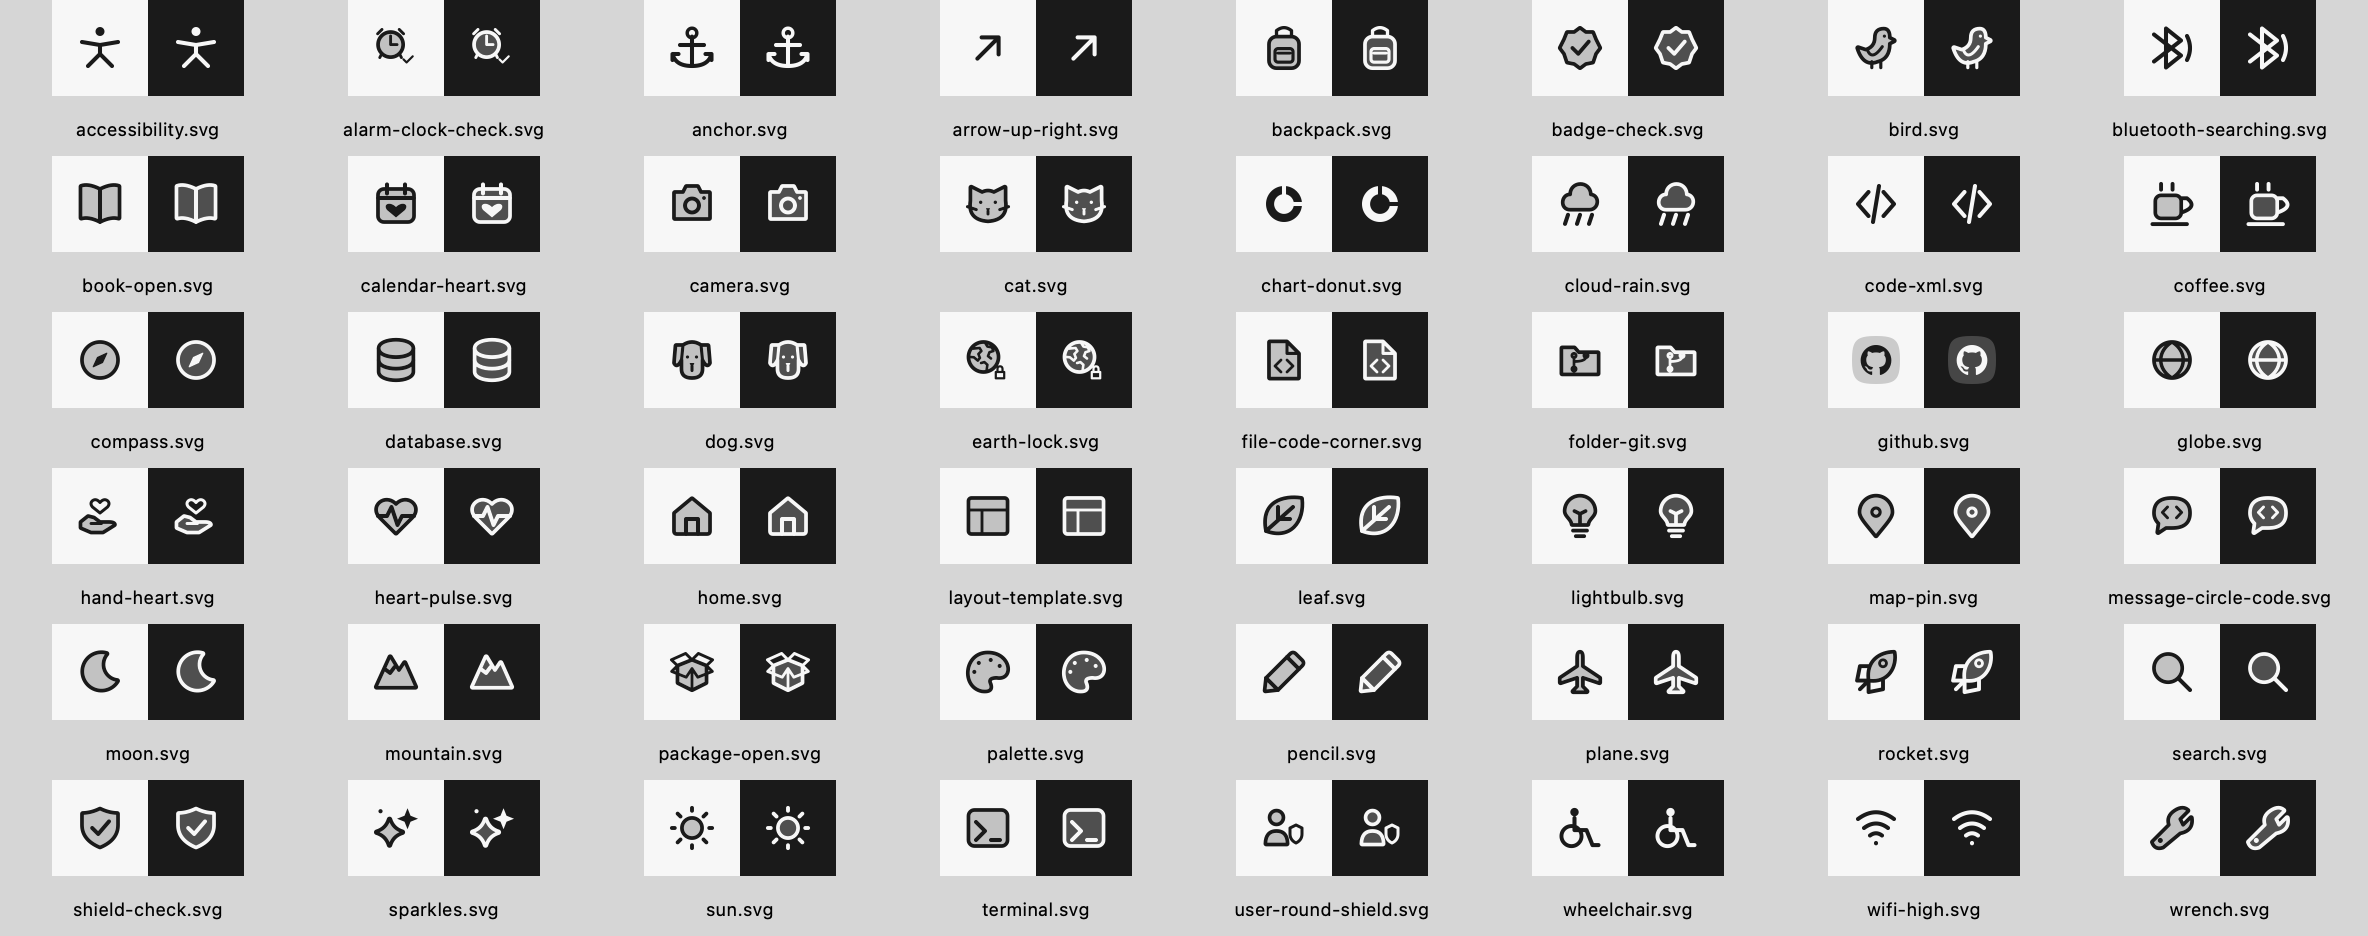 accessibility.svg
alarm-clock-check.svg
anchor.svg
arrow-up-right.svg
backpack.svg
badge-check.svg
bird.svg
bluetooth-searching.svg
book-open.svg
calendar-heart.svg
camera.svg
cat.svg
chart-donut.svg
cloud-rain.svg
code-xml.svg
coffee.svg
compass.svg
database.svg
dog.svg
earth-lock.svg
file-code-corner.svg
folder-git.svg
github.svg
globe.svg
hand-heart.svg
heart-pulse.svg
home.svg
layout-template.svg
leaf.svg
lightbulb.svg
map-pin.svg
message-circle-code.svg
moon.svg
mountain.svg
package-open.svg
palette.svg
pencil.svg
plane.svg
rocket.svg
search.svg
shield-check.svg
sparkles.svg
sun.svg
terminal.svg
user-round-shield.svg
wheelchair.svg
wifi-high.svg
wrench.svg